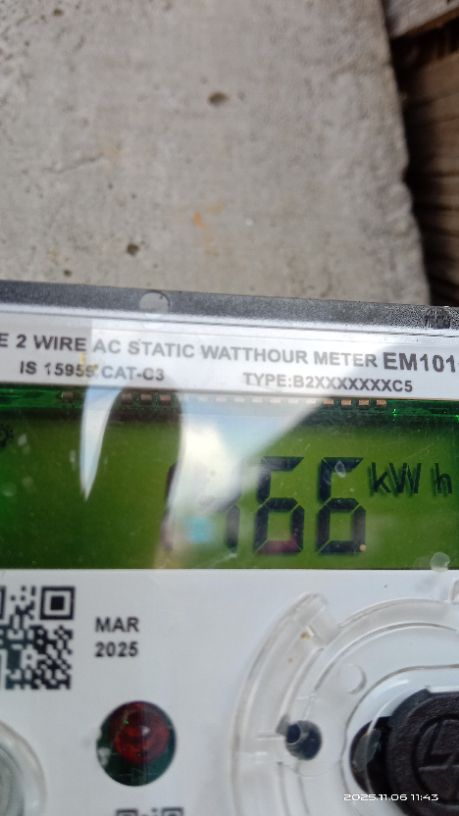 E 2 WIRE AC STATIC WATTHOUR METER EM101
IS 15959 CAT-C3 TYPE:B2XXXXXXXC5
66 kWh
MAR
2025
2025.11.06 11:43